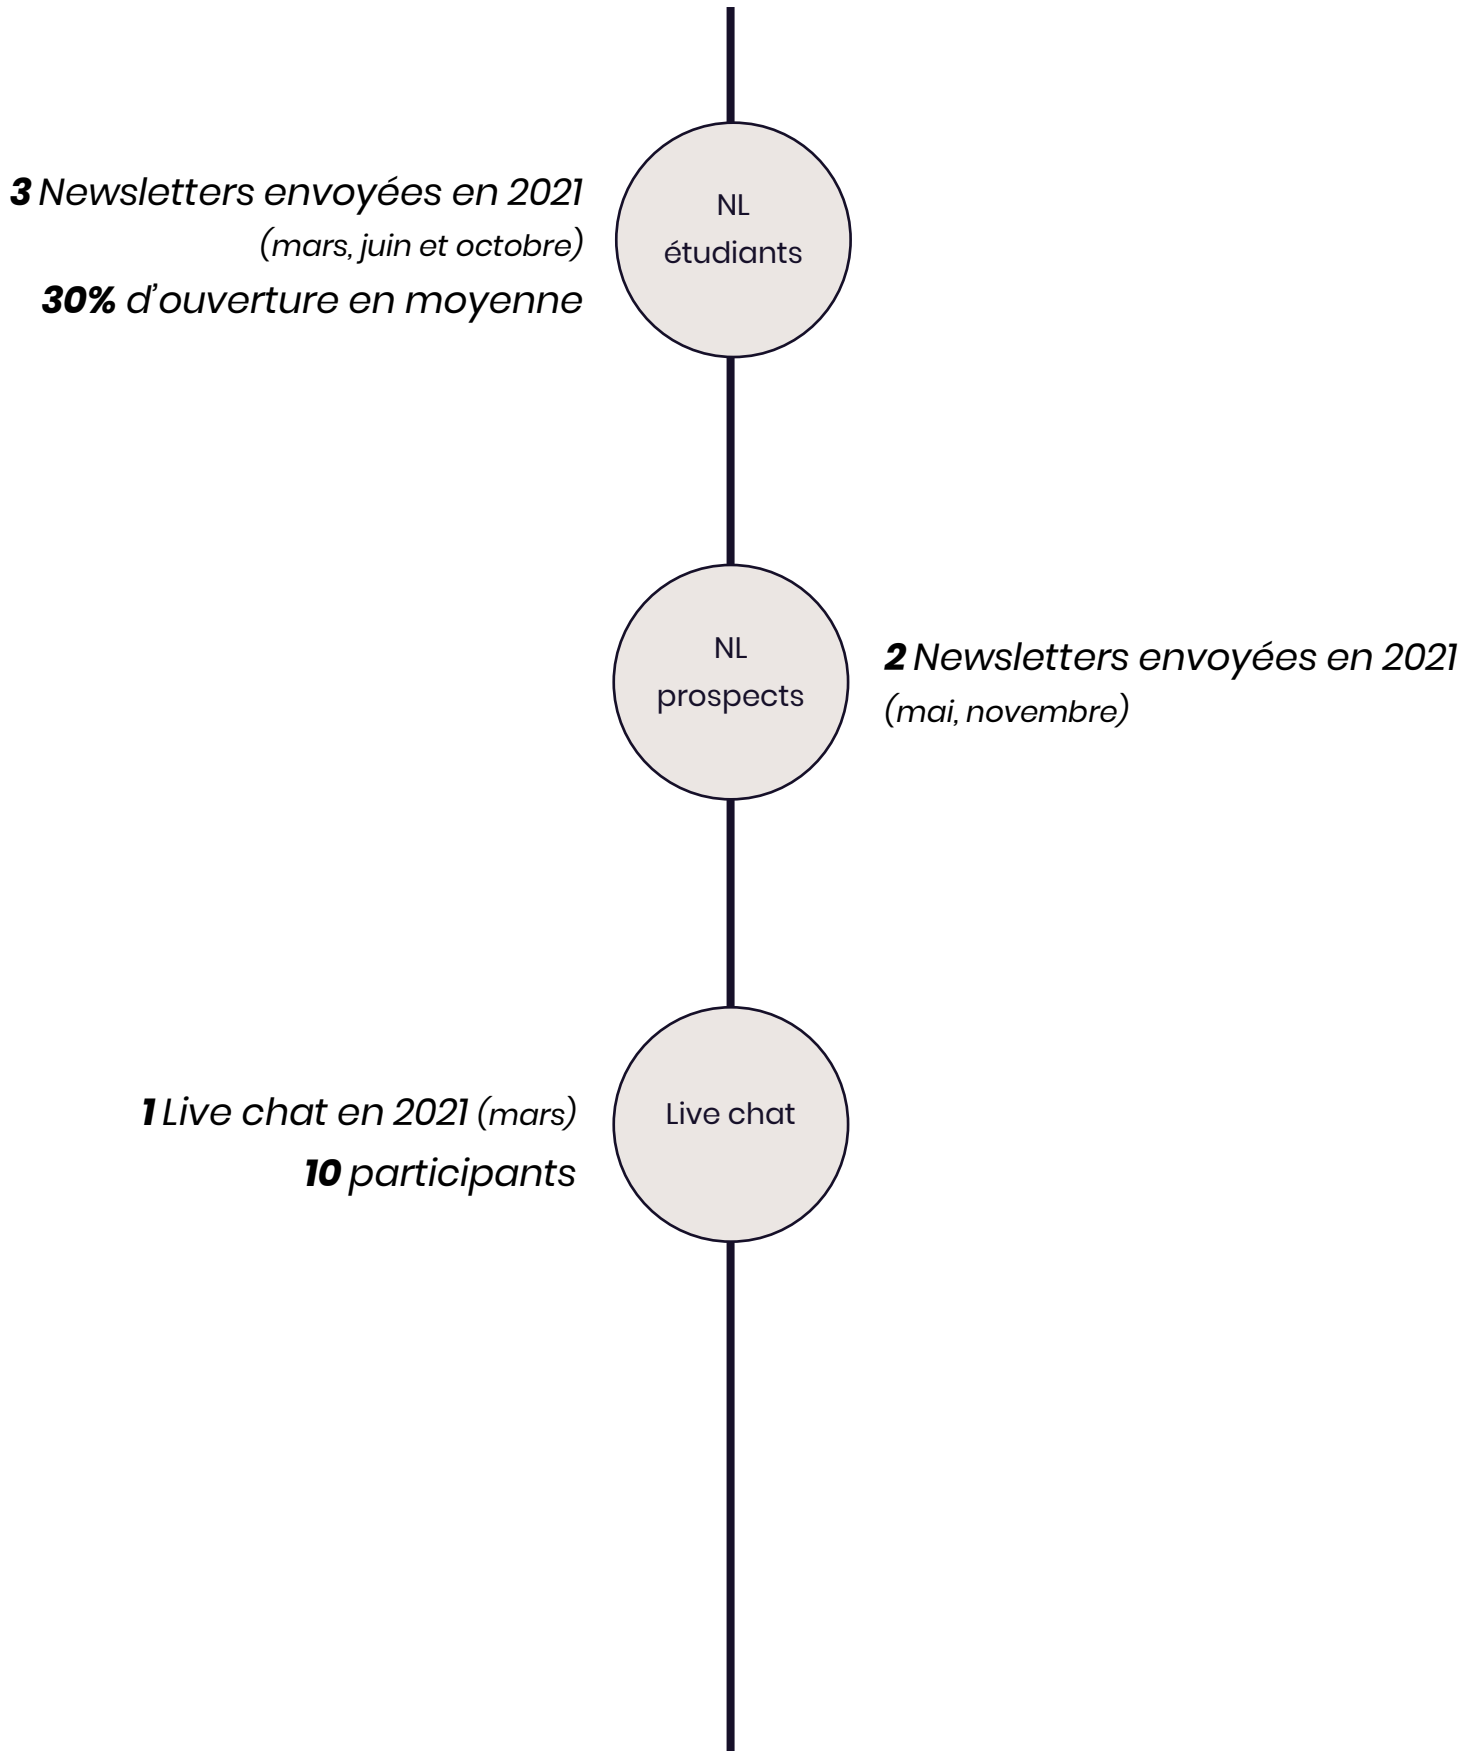 3 Newsletters envoyées en 2021
(mars, juin et octobre)
30% d’ouverture en moyenne
NL
étudiants
NL
prospects
2 Newsletters envoyées en 2021
(mai, novembre)
1 Live chat en 2021 (mars)
10 participants
Live chat